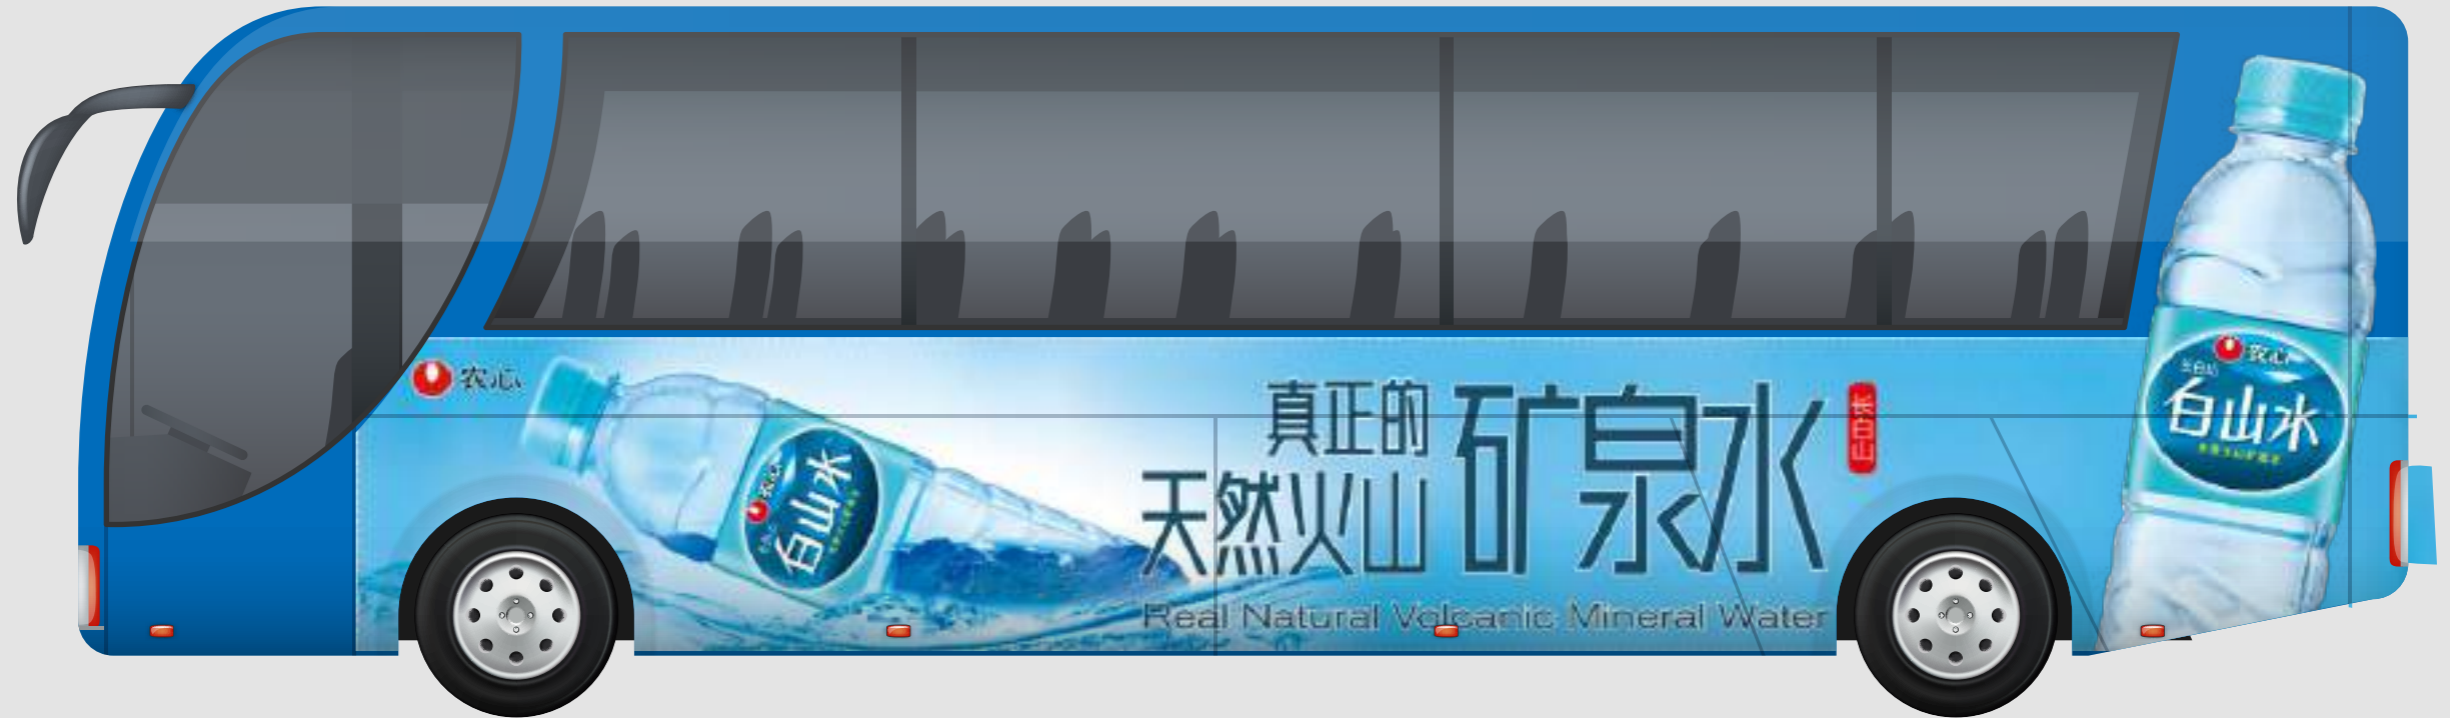 农心
农心
白山水
真正的
天然火山
矿泉水
长白山
Real Natural Volcanic Mineral Water
农心
长白山
白山水